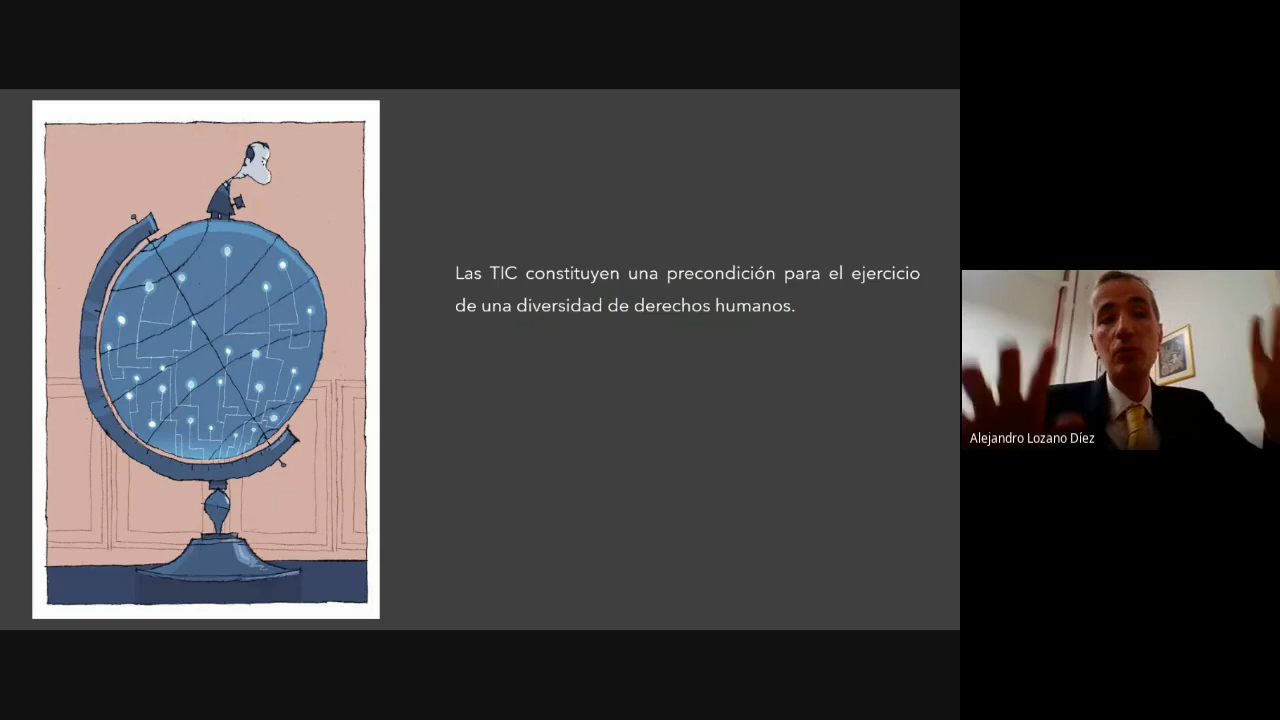 Las TIC constituyen una precondición para el ejercicio
de una diversidad de derechos humanos.
Alejandro Lozano Díez